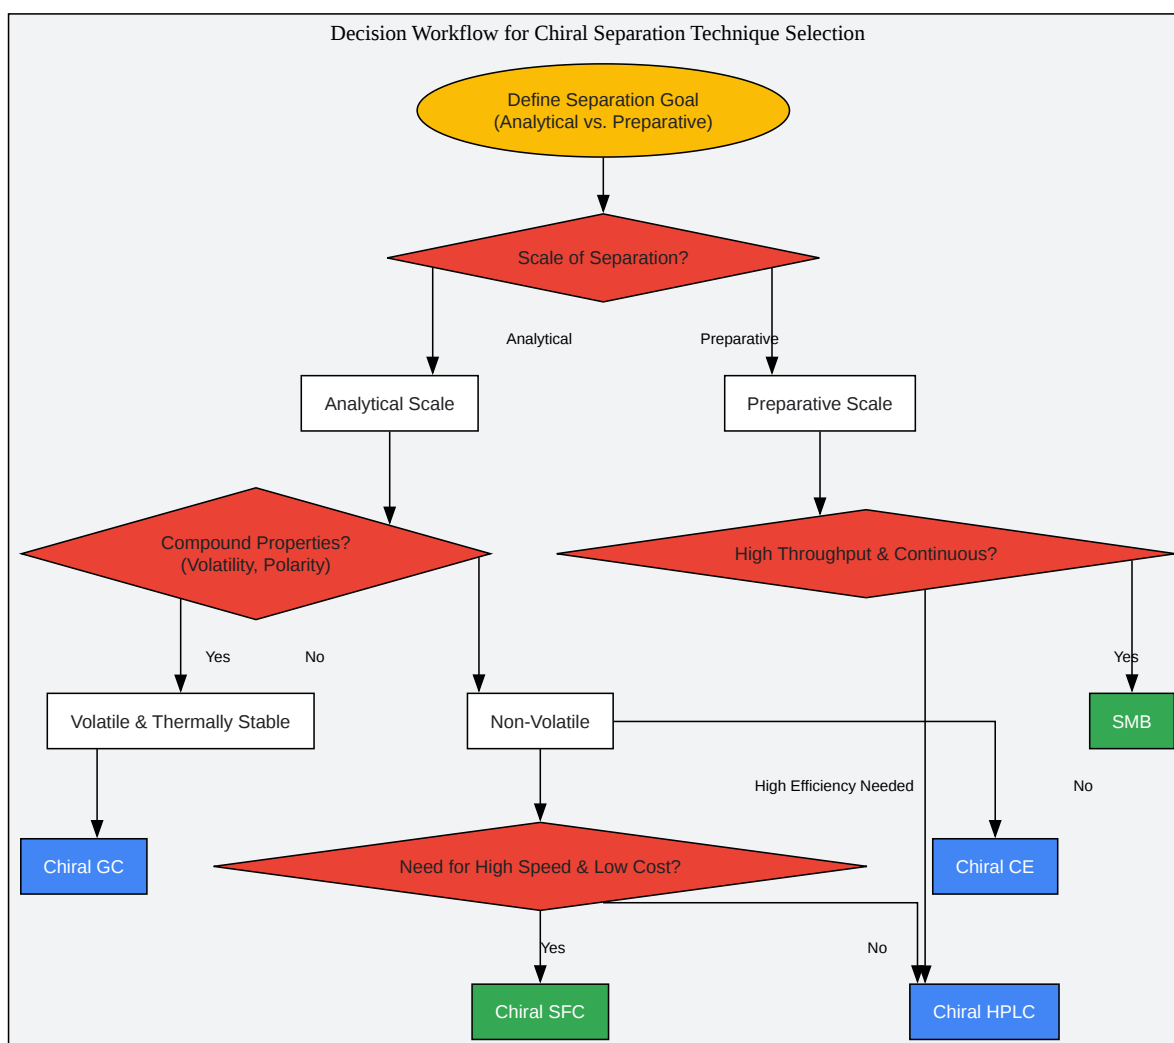 Decision Workflow for Chiral Separation Technique Selection
Define Separation Goal
(Analytical vs. Preparative)
Scale of Separation?
Analytical
Preparative
Analytical Scale
Preparative Scale
Compound Properties?
(Volatility, Polarity)
High Throughput & Continuous?
Yes
No
Yes
Volatile & Thermally Stable
Non-Volatile
SMB
High Efficiency Needed
No
Chiral GC
Need for High Speed & Low Cost?
Chiral CE
Yes
No
Chiral SFC
Chiral HPLC